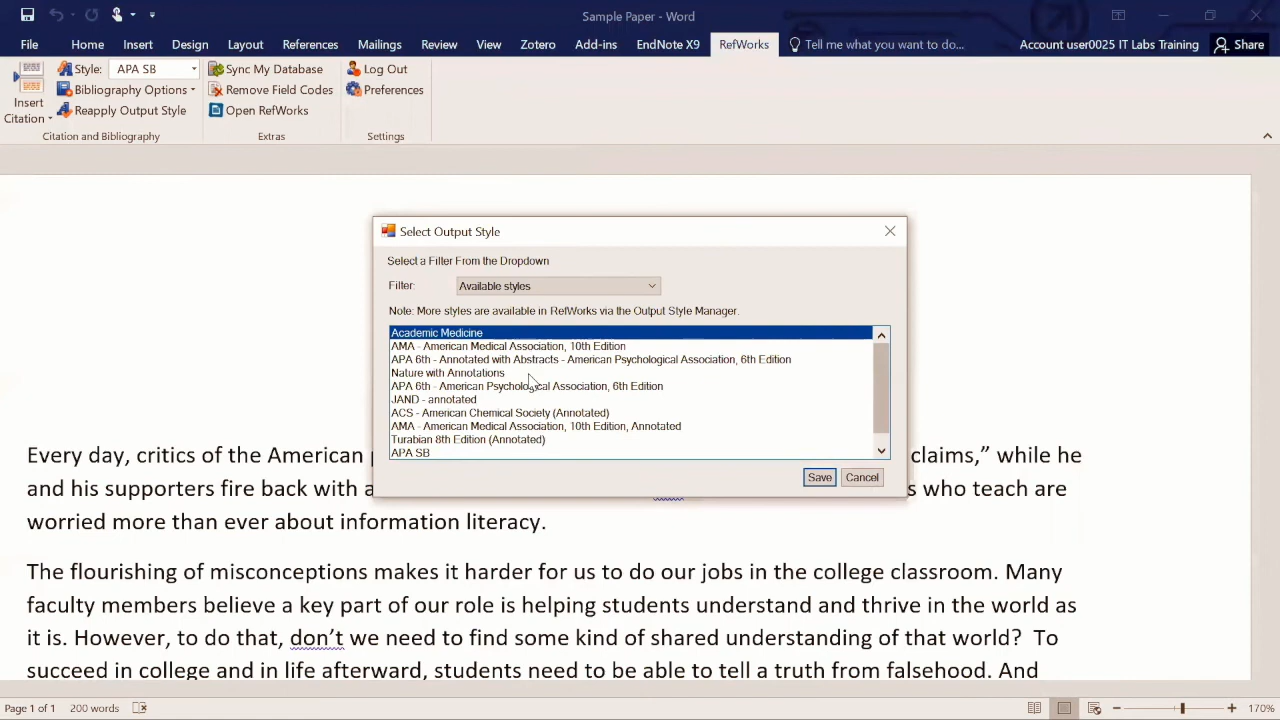 Sample Paper - Word
File Home Insert Design Layout References Mailings Review View Zotero Add-ins EndNote X9 RefWorks Tell me what you want to do... Account user0025 IT Labs Training Share
Insert Citation
Style: APA SB
Bibliography Options
Reapply Output Style
Citation and Bibliography
Sync My Database
Remove Field Codes
Open RefWorks
Extras
Log Out
Preferences
Settings
Select Output Style
Select a Filter From the Dropdown
Filter: Available styles
Note: More styles are available in RefWorks via the Output Style Manager.
Academic Medicine
AMA - American Medical Association, 10th Edition
APA 6th - Annotated with Abstracts - American Psychological Association, 6th Edition
Nature with Annotations
APA 6th - American Psychological Association, 6th Edition
JAND - annotated
ACS - American Chemical Society (Annotated)
AMA - American Medical Association, 10th Edition, Annotated
Turabian 8th Edition (Annotated)
APA SB
Save Cancel
Every day, critics of the American claims,” while he
and his supporters fire back with who teach are
worried more than ever about information literacy.
The flourishing of misconceptions makes it harder for us to do our jobs in the college classroom. Many
faculty members believe a key part of our role is helping students understand and thrive in the world as
it is. However, to do that, don’t we need to find some kind of shared understanding of that world? To
succeed in college and in life afterward, students need to be able to tell a truth from falsehood. And
Page 1 of 1 200 words 170%